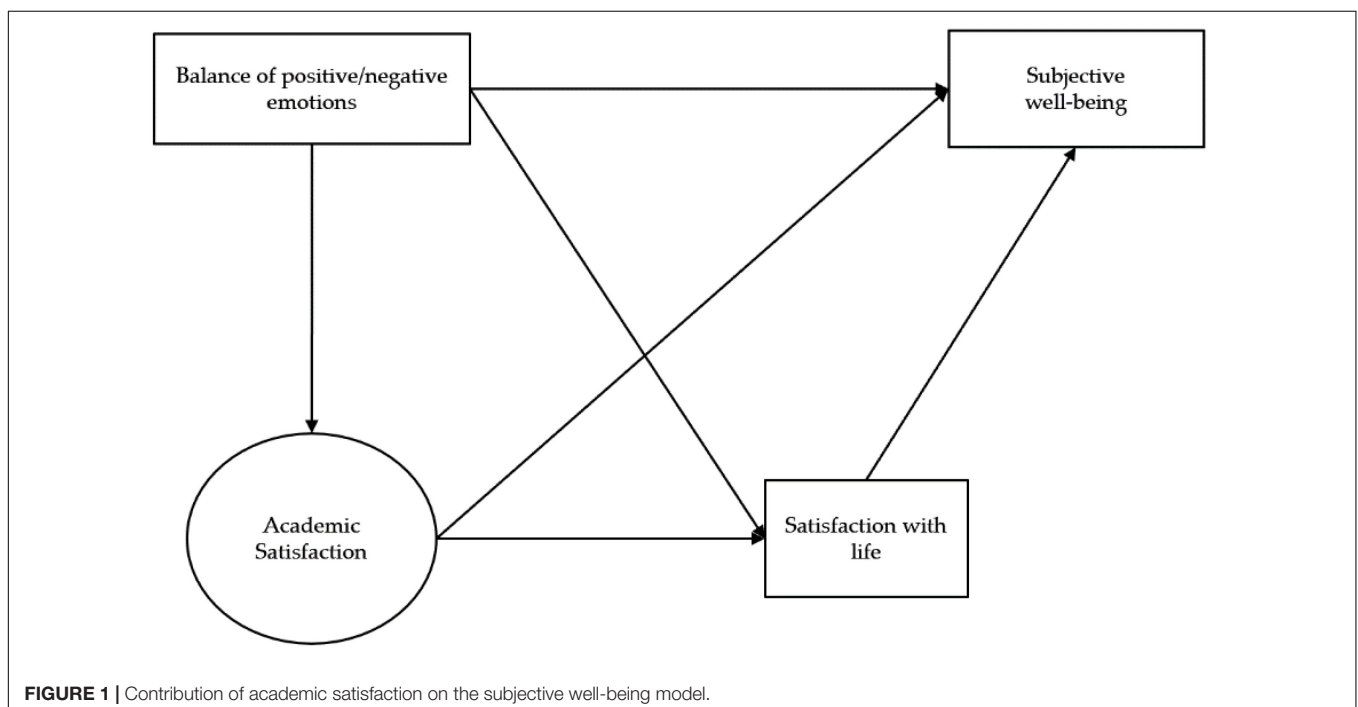 Balance of positive/negative
emotions
Subjective
well-being
Academic
Satisfaction
Satisfaction with
life
FIGURE 1 | Contribution of academic satisfaction on the subjective well-being model.